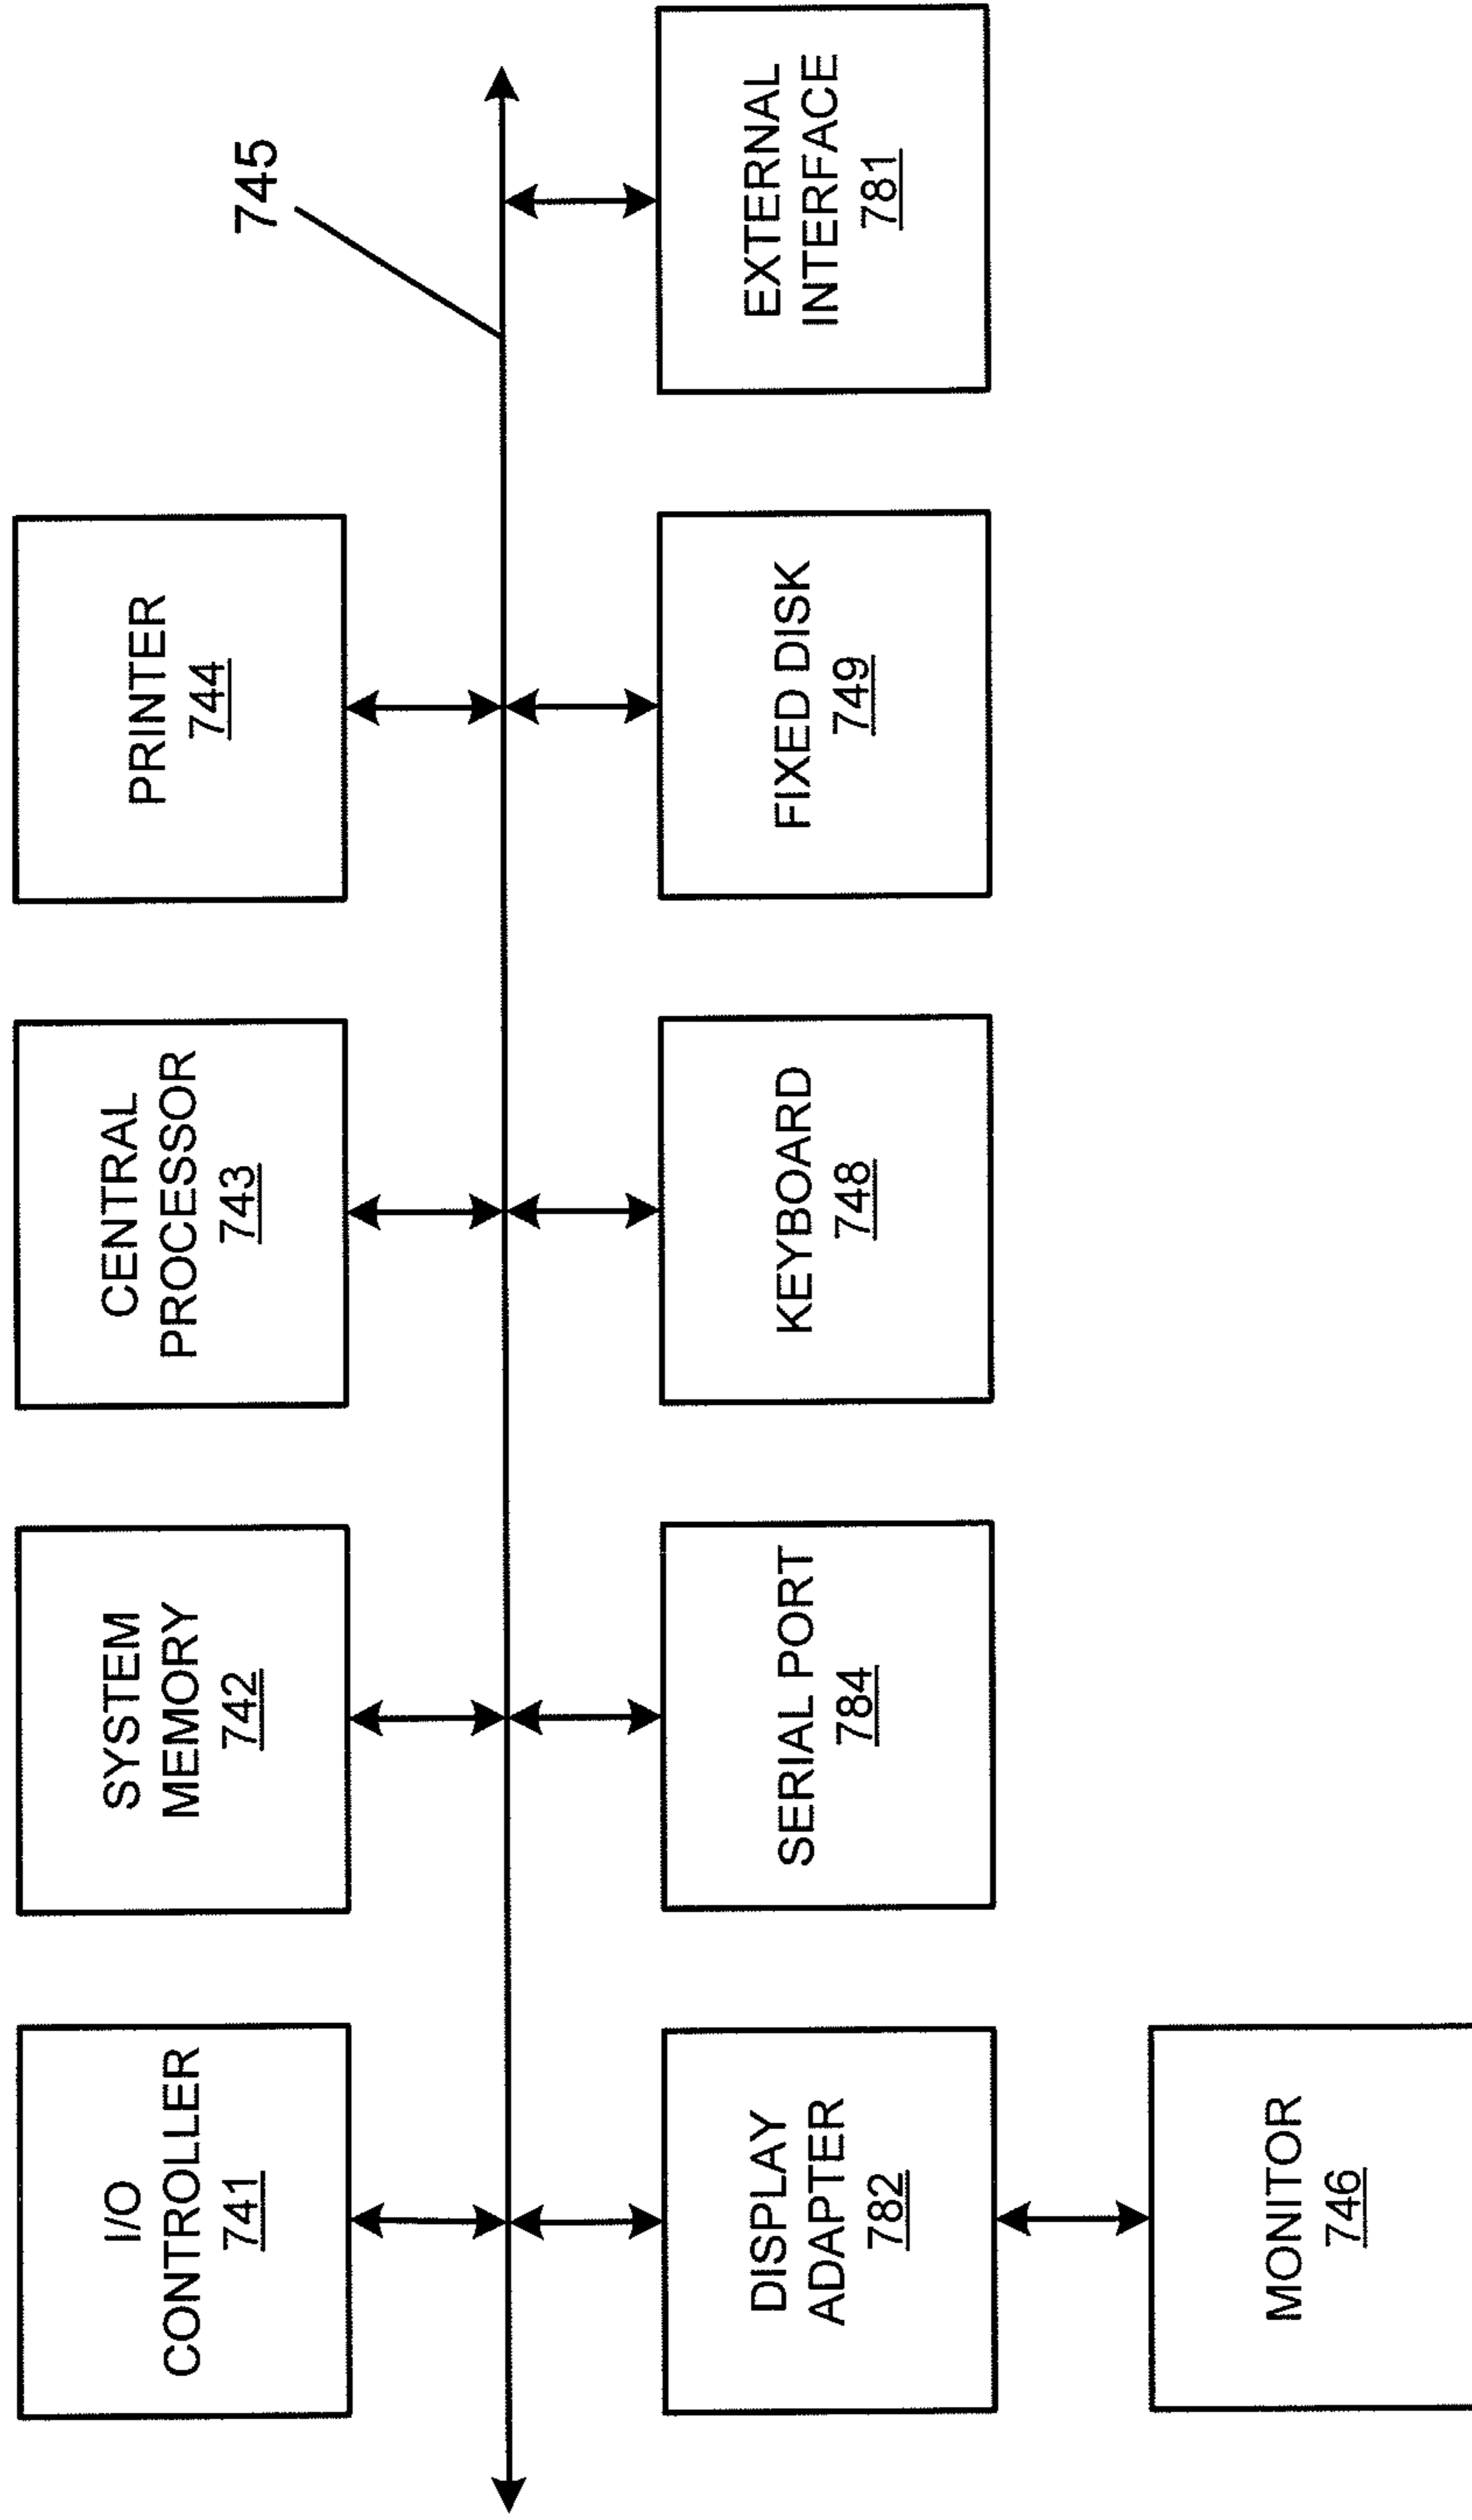 745
I/O
CONTROLLER
741
SYSTEM
MEMORY
742
CENTRAL
PROCESSOR
743
PRINTER
744
DISPLAY
ADAPTER
782
SERIAL PORT
784
KEYBOARD
748
FIXED DISK
749
EXTERNAL
INTERFACE
781
MONITOR
746